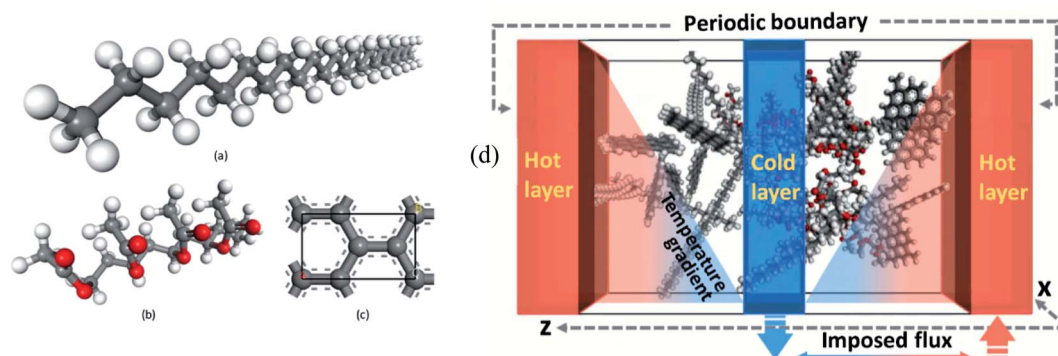 (a)
(b)
(c)
(d)
Periodic boundary
Hot
layer
Cold
layer
Hot
layer
Temperature
gradient
X
Z
Imposed flux